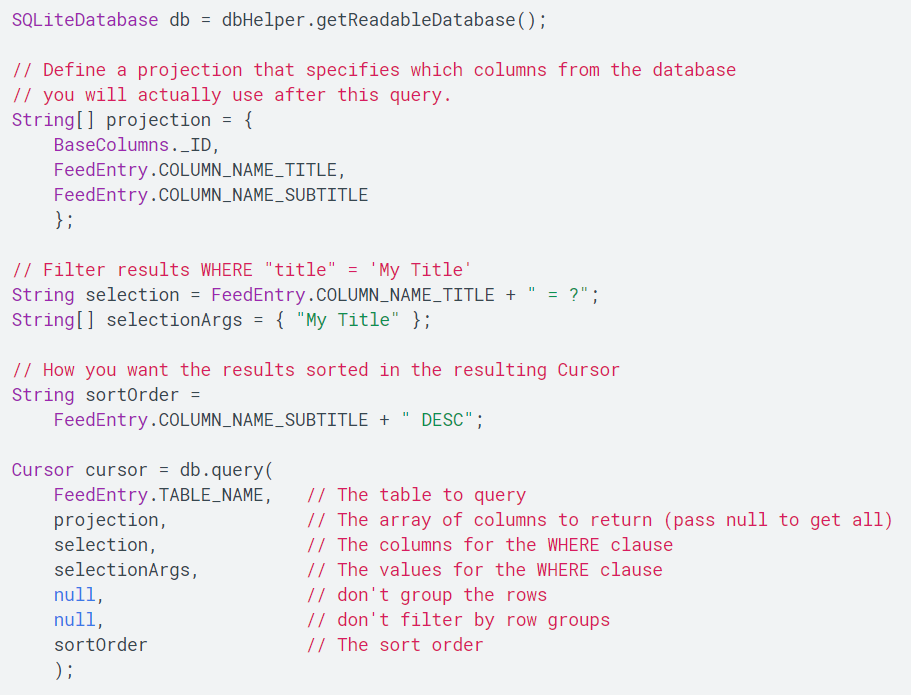 SQLiteDatabase db = dbHelper.getReadableDatabase();
// Define a projection that specifies which columns from the database
// you will actually use after this query.
String[] projection = {
    BaseColumns._ID,
    FeedEntry.COLUMN_NAME_TITLE,
    FeedEntry.COLUMN_NAME_SUBTITLE
    };
// Filter results WHERE "title" = 'My Title'
String selection = FeedEntry.COLUMN_NAME_TITLE + " = ?";
String[] selectionArgs = { "My Title" };
// How you want the results sorted in the resulting Cursor
String sortOrder =
    FeedEntry.COLUMN_NAME_SUBTITLE + " DESC";
Cursor cursor = db.query(
    FeedEntry.TABLE_NAME,   // The table to query
    projection,             // The array of columns to return (pass null to get all)
    selection,              // The columns for the WHERE clause
    selectionArgs,          // The values for the WHERE clause
    null,                   // don't group the rows
    null,                   // don't filter by row groups
    sortOrder               // The sort order
    );